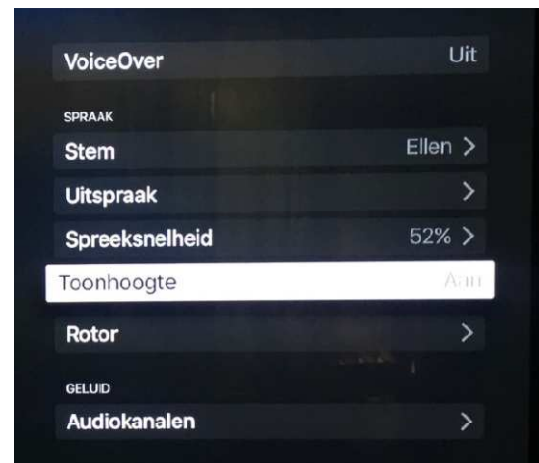 VoiceOver Uit
SPRAAK
Stem Ellen
Uitspraak
Spreeksnelheid 52%
Toonhoogte Aan
Rotor
GELUID
Audiokanalen